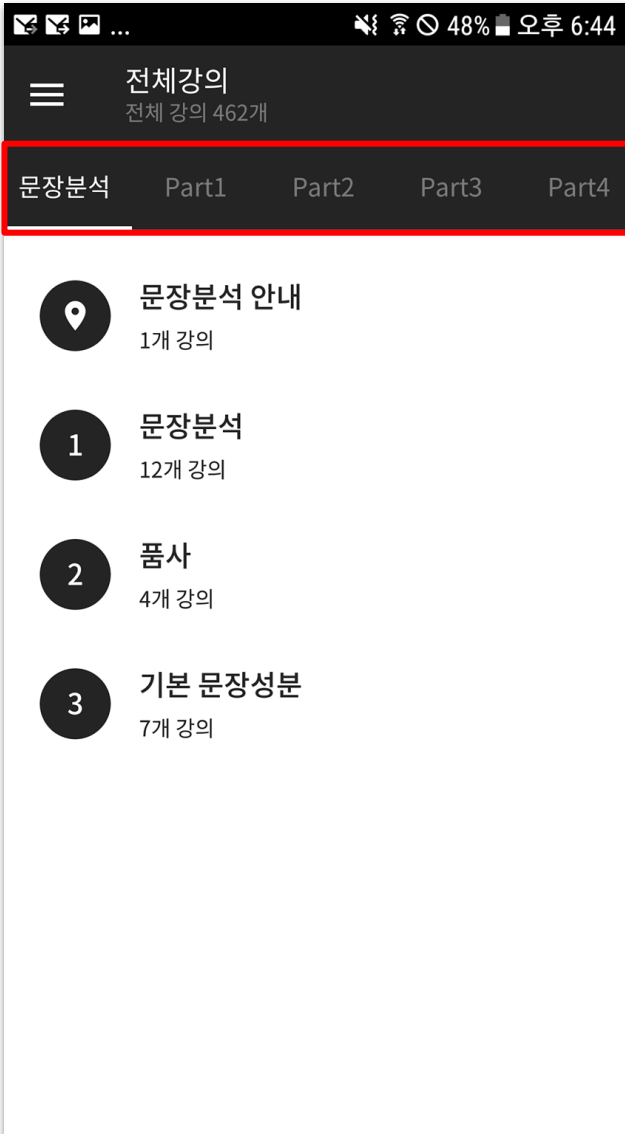 ... 48% 오후 6:44
전체강의
전체 강의 462개
문장분석 Part1 Part2 Part3 Part4
문장분석 안내
1개 강의
1
문장분석
12개 강의
2
품사
4개 강의
3
기본 문장성분
7개 강의